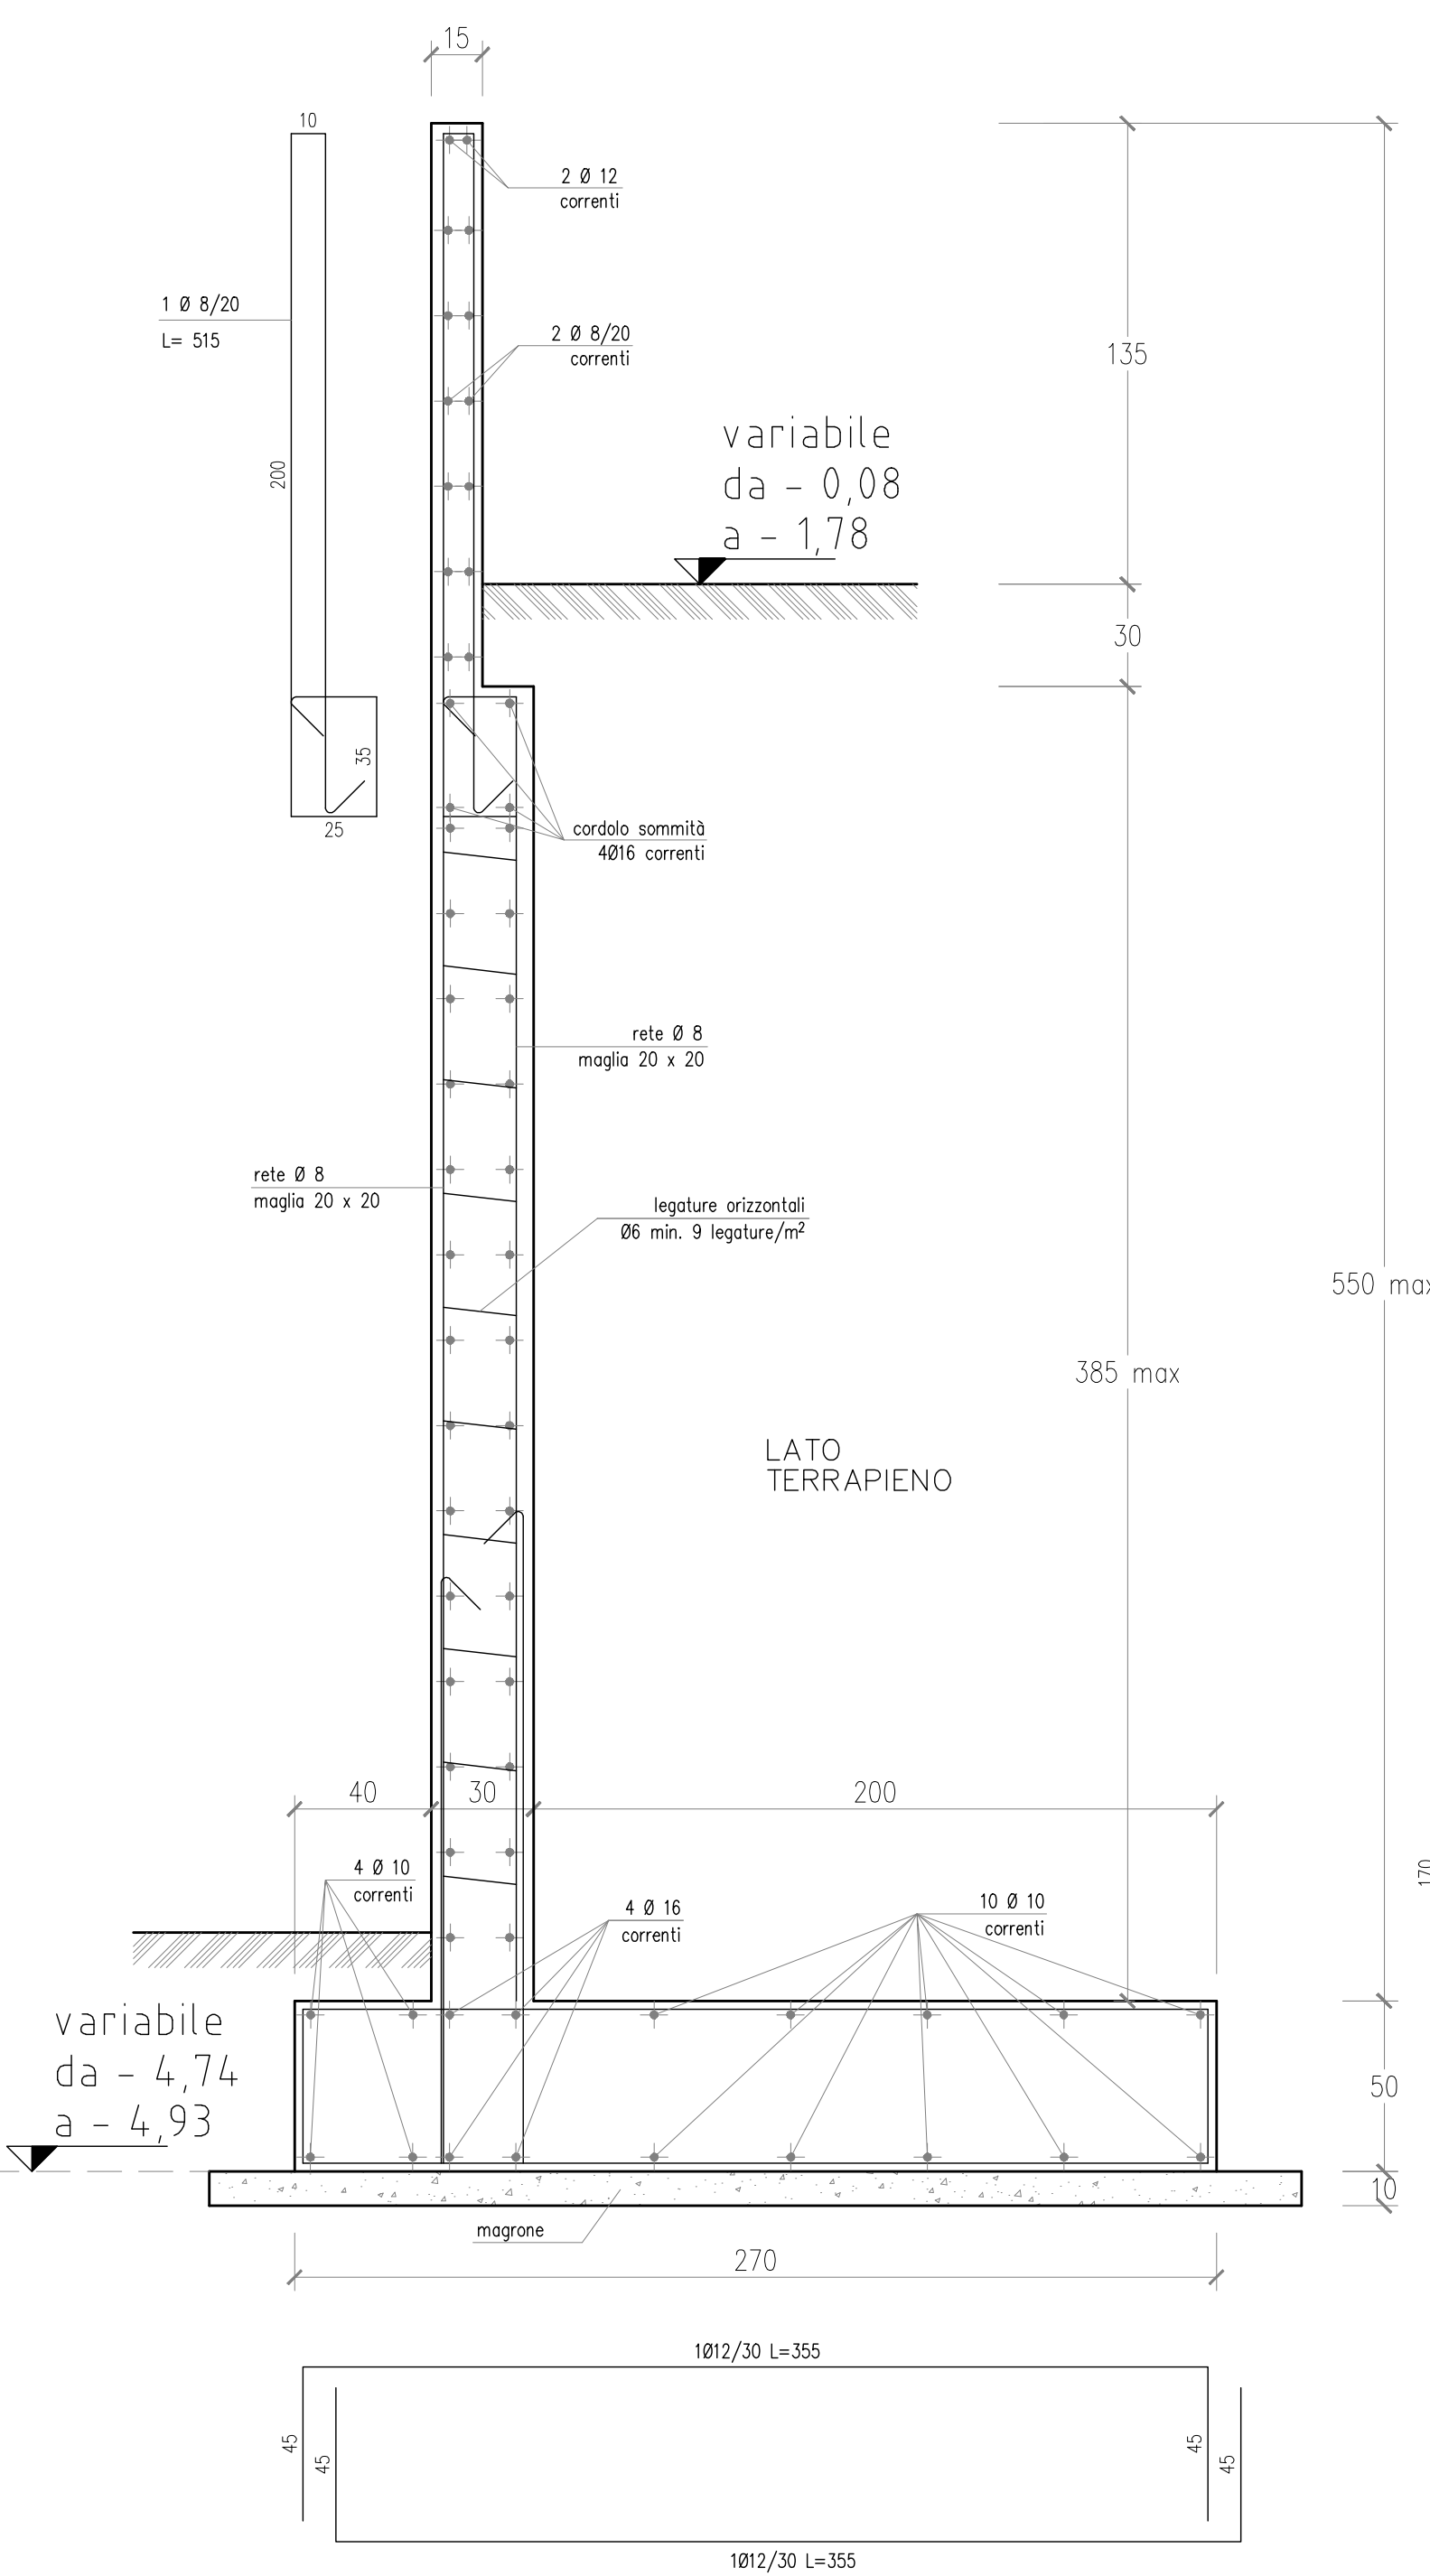 15
10
2 Ø 12
correnti
1 Ø 8/20
L= 515
2 Ø 8/20
correnti
135
variabile
da - 0,08
a - 1,78
200
30
35
25
cordolo sommità
4Ø16 correnti
rete Ø 8
maglia 20 x 20
rete Ø 8
maglia 20 x 20
legature orizzontali
Ø6 min. 9 legature/m²
550 max
385 max
LATO
TERRAPIENO
40
30
200
170
4 Ø 10
correnti
4 Ø 16
correnti
10 Ø 10
correnti
variabile
da - 4,74
a - 4,93
50
10
magrone
270
1Ø12/30 L=355
45
45
45
45
1Ø12/30 L=355